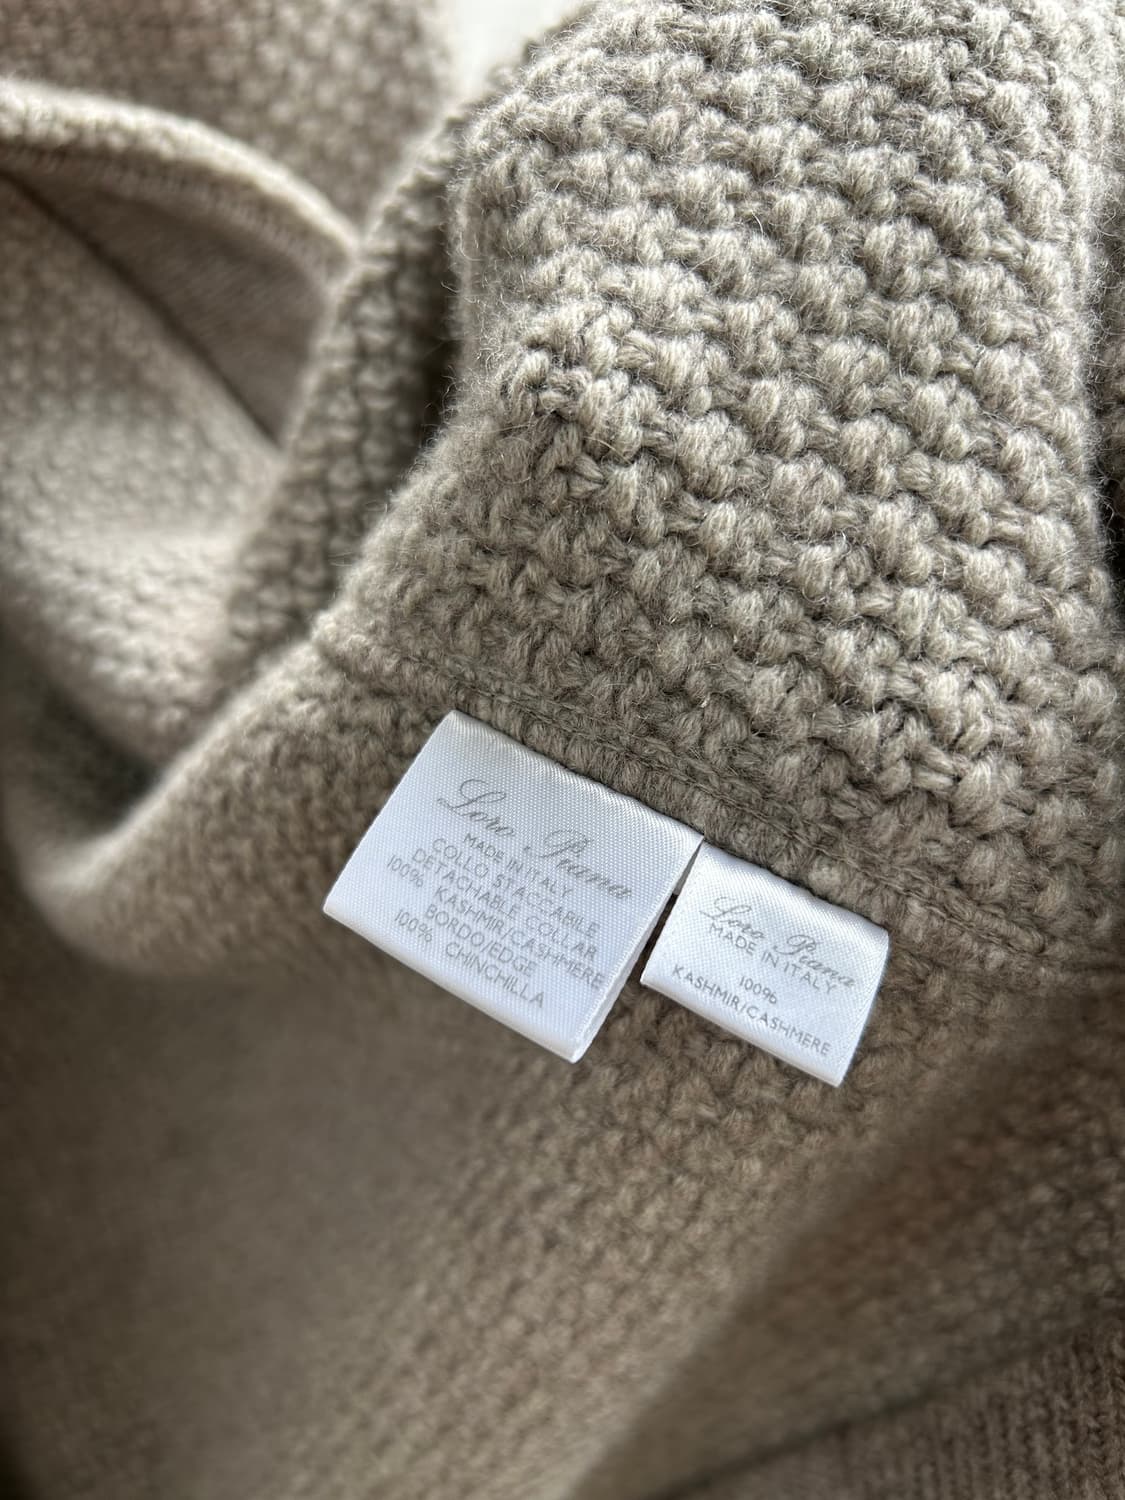 Loro Piana
MADE IN ITALY
COLLO STACCABILE
DETACHABLE COLLAR
100% KASHMIR/CASHMERE
BORDO/EDGE
100% CHINCHILLA
Loro Piana
MADE IN ITALY
100%
KASHMIR/CASHMERE